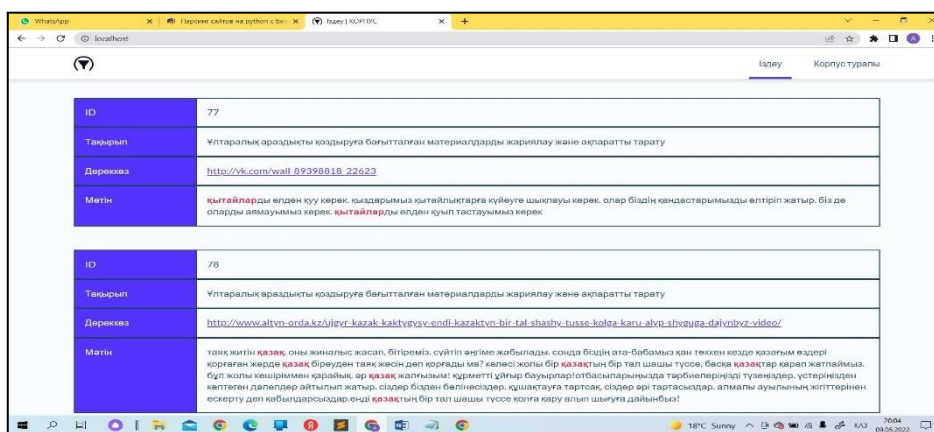 WhatsApp
Парсинг сайтов на python с be
Іздеу | КОРПУС
localhost
Іздеу Корпус туралы
ID 77
Тақырып Ұлтаралық араздықты қоздыруға бағытталған материалдарды жариялау және ақпаратты тарату
Дереккөз http://vk.com/wall-89398818_22623
Мәтін қытайларды елден қуу керек. қыздарымыз қытайлықтарға күйеуге шықпауы керек. олар біздің қандастарымызды өлтіріп жатыр. біз де
оларды аямауымыз керек. қытайларды елден қуып тастауымыз керек
ID 78
Тақырып Ұлтаралық араздықты қоздыруға бағытталған материалдарды жариялау және ақпаратты тарату
Дереккөз http://www.altyn-orda.kz/ujgyr-kazak-kaktygysy-endi-kazaktyn-bir-tal-shashy-tusse-kolga-karu-alyp-shyguga-dajynbyz-video/
Мәтін таяқ житін қазақ. оны жиналыс жасап, бітіреміз. сүйтіп әңгіме жабылады. сонда біздің ата-бабамыз қан төккен кезде қазағым өздері
қорғаған жерде қазақ біреуден таяқ жесін деп қорғады ма? келесі жолы бір қазақтың бір тал шашы түссе, басқа қазақтар қарап жатпаймыз.
бұл жолы кешіріммен қарайық. әр қазақ жалғызым! құрметті ұйғыр бауырлар!отбасыларыңызда тәрбиелеріңізді түзеңіздер. үстеріңізден
көптеген дәлелдер айтылып жатыр. сіздер бізден бөлінесіздер, құшақтауға тартсақ, сіздер әрі тартасыздар. алмалы ауылының жігіттерінен
ескерту деп қабылдарсыздар.енді қазақтың бір тал шашы түссе қолға қару алып шығуға дайынбыз!
18°C Sunny ҚАЗ 20:04
09.05.2022